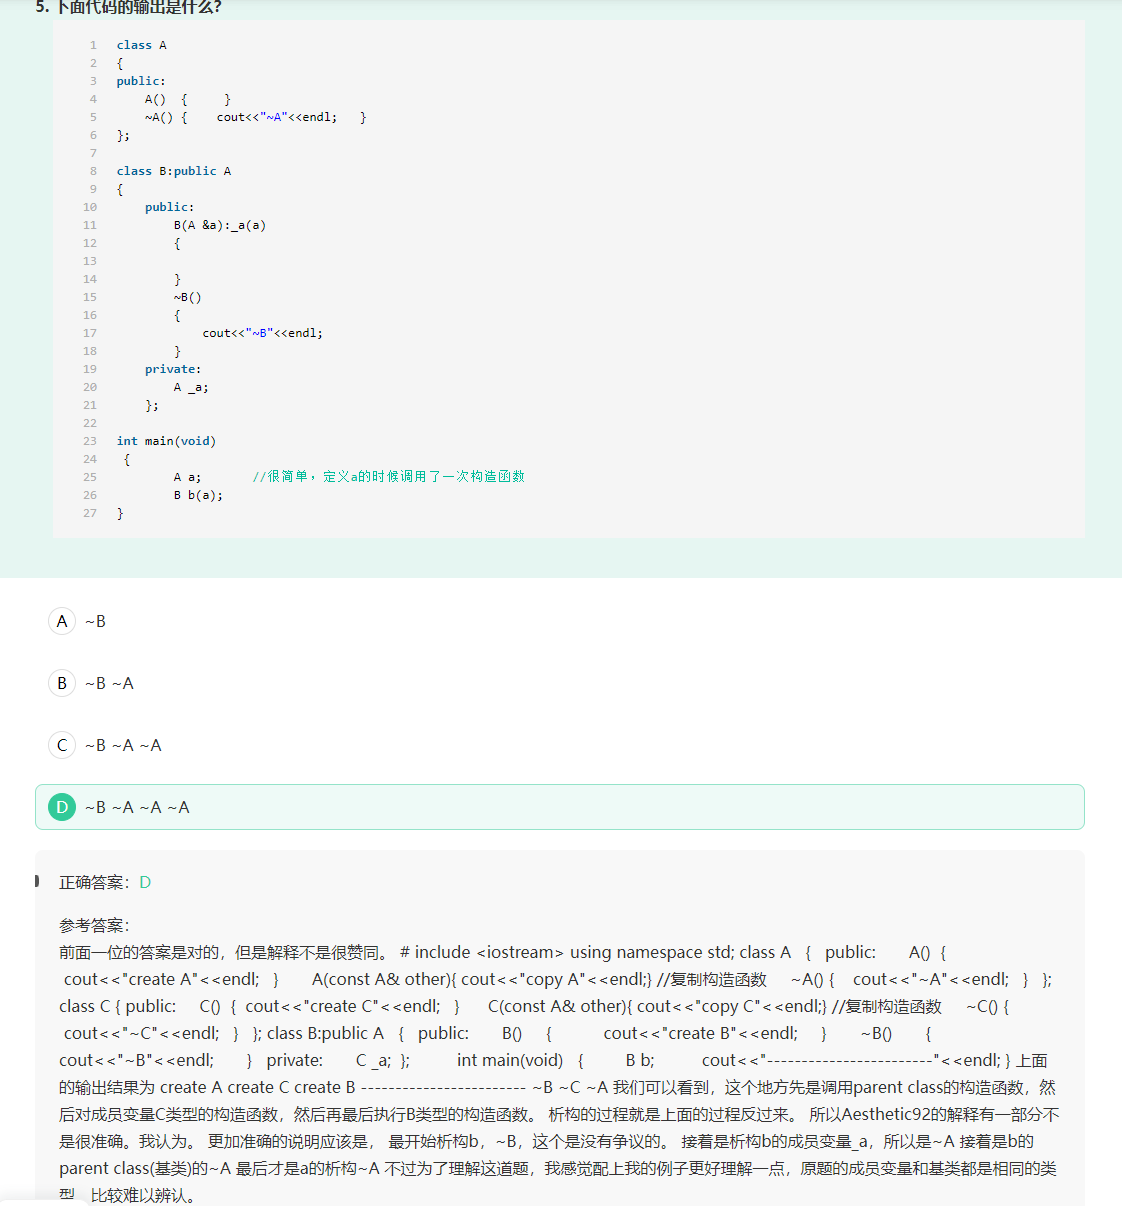 5. 下面代码的输出是什么?
1 class A
2 {
3 public:
4 A() { }
5 ~A() { cout<<"~A"<<endl; }
6 };
7
8 class B:public A
9 {
10 public:
11 B(A &a):_a(a)
12 {
13
14 }
15 ~B()
16 {
17 cout<<"~B"<<endl;
18 }
19 private:
20 A _a;
21 };
22
23 int main(void)
24 {
25 A a; //很简单，定义a的时候调用了一次构造函数
26 B b(a);
27 }
A ~B
B ~B ~A
C ~B ~A ~A
D ~B ~A ~A ~A
正确答案：D
参考答案：
前面一位的答案是对的，但是解释不是很赞同。 # include <iostream> using namespace std; class A { public: A() {
cout<<"create A"<<endl; } A(const A& other){ cout<<"copy A"<<endl;} //复制构造函数 ~A() { cout<<"~A"<<endl; } };
class C { public: C() { cout<<"create C"<<endl; } C(const A& other){ cout<<"copy C"<<endl;} //复制构造函数 ~C() {
cout<<"~C"<<endl; } }; class B:public A { public: B() { cout<<"create B"<<endl; } ~B() {
cout<<"~B"<<endl; } private: C _a; }; int main(void) { B b; cout<<"------------------------"<<endl; } 上面
的输出结果为 create A create C create B ------------------------ ~B ~C ~A 我们可以看到，这个地方先是调用parent class的构造函数，然
后对成员变量C类型的构造函数，然后再最后执行B类型的构造函数。 析构的过程就是上面的过程反过来。 所以Aesthetic92的解释有一部分不
是很准确。我认为。 更加准确的说明应该是， 最开始析构b，~B，这个是没有争议的。 接着是析构b的成员变量_a，所以是~A 接着是b的
parent class(基类)的~A 最后才是a的析构~A 不过为了理解这道题，我感觉配上我的例子更好理解一点，原题的成员变量和基类都是相同的类
型，比较难以辨认。